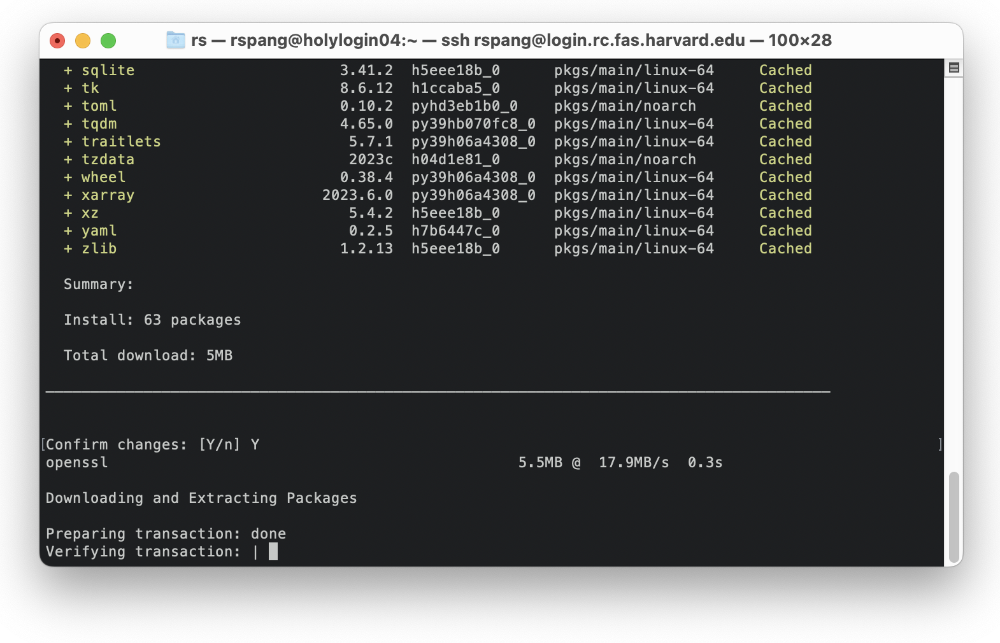 rs — rspang@holylogin04:~ — ssh rspang@login.rc.fas.harvard.edu — 100×28
+ sqlite 3.41.2 h5eee18b_0 pkgs/main/linux-64 Cached
+ tk 8.6.12 h1ccaba5_0 pkgs/main/linux-64 Cached
+ toml 0.10.2 pyhd3eb1b0_0 pkgs/main/noarch Cached
+ tqdm 4.65.0 py39hb070fc8_0 pkgs/main/linux-64 Cached
+ traitlets 5.7.1 py39h06a4308_0 pkgs/main/linux-64 Cached
+ tzdata 2023c h04d1e81_0 pkgs/main/noarch Cached
+ wheel 0.38.4 py39h06a4308_0 pkgs/main/linux-64 Cached
+ xarray 2023.6.0 py39h06a4308_0 pkgs/main/linux-64 Cached
+ xz 5.4.2 h5eee18b_0 pkgs/main/linux-64 Cached
+ yaml 0.2.5 h7b6447c_0 pkgs/main/linux-64 Cached
+ zlib 1.2.13 h5eee18b_0 pkgs/main/linux-64 Cached
Summary:
Install: 63 packages
Total download: 5MB
[Confirm changes: [Y/n] Y ]
openssl 5.5MB @ 17.9MB/s 0.3s
Downloading and Extracting Packages
Preparing transaction: done
Verifying transaction: |